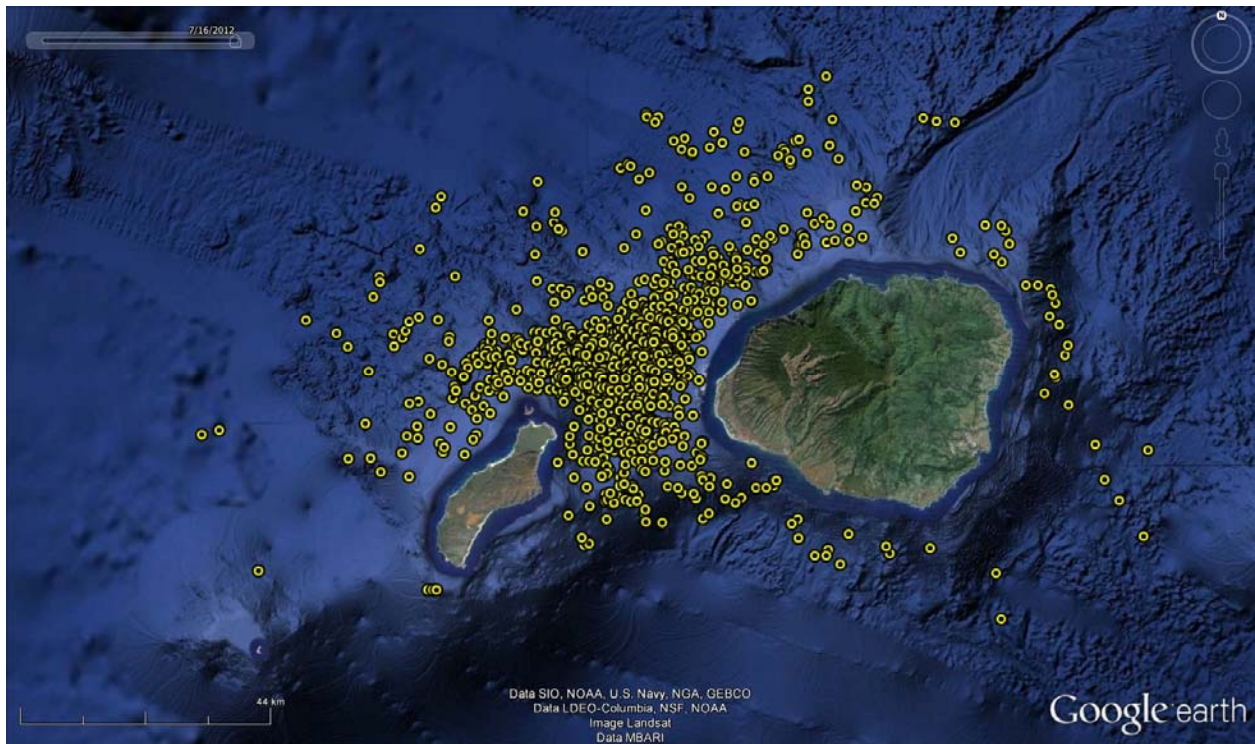 7/16/2012
N
44 km
Data SIO, NOAA, U.S. Navy, NGA, GEBCO
Data LDEO-Columbia, NSF, NOAA
Image Landsat
Data MBARI
Google earth